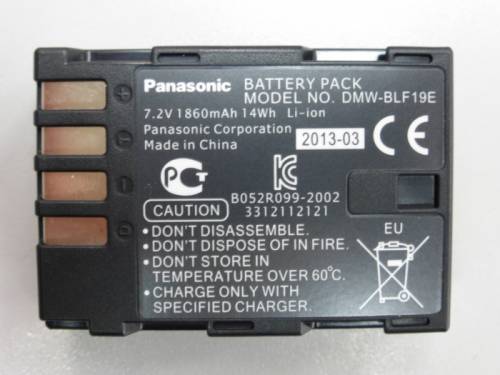 Panasonic BATTERY PACK
MODEL NO. DMW-BLF19E
7.2V 1860mAh 14Wh Li-ion
Panasonic Corporation
Made in China
2013-03
PCT
B052R099-2002
3312112121
CAUTION
•DON'T DISASSEMBLE.
•DON'T DISPOSE OF IN FIRE.
•DON'T STORE IN
TEMPERATURE OVER 60℃.
•CHARGE ONLY WITH
SPECIFIED CHARGER.
EU